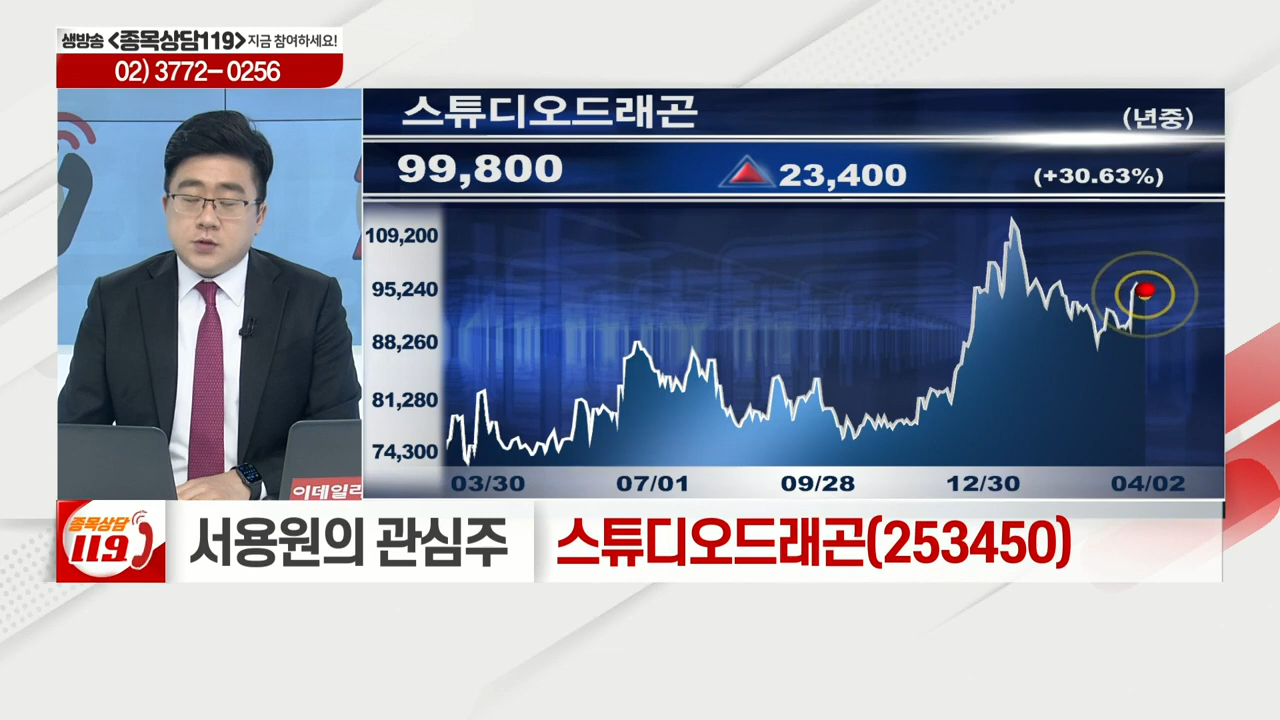 생방송 <종목상담119> 지금 참여하세요!
02) 3772-0256
스튜디오드래곤 (년중)
99,800 23,400 (+30.63%)
109,200
95,240
88,260
81,280
74,300
03/30 07/01 09/28 12/30 04/02
이데일리
종목상담
119
서용원의 관심주 스튜디오드래곤(253450)